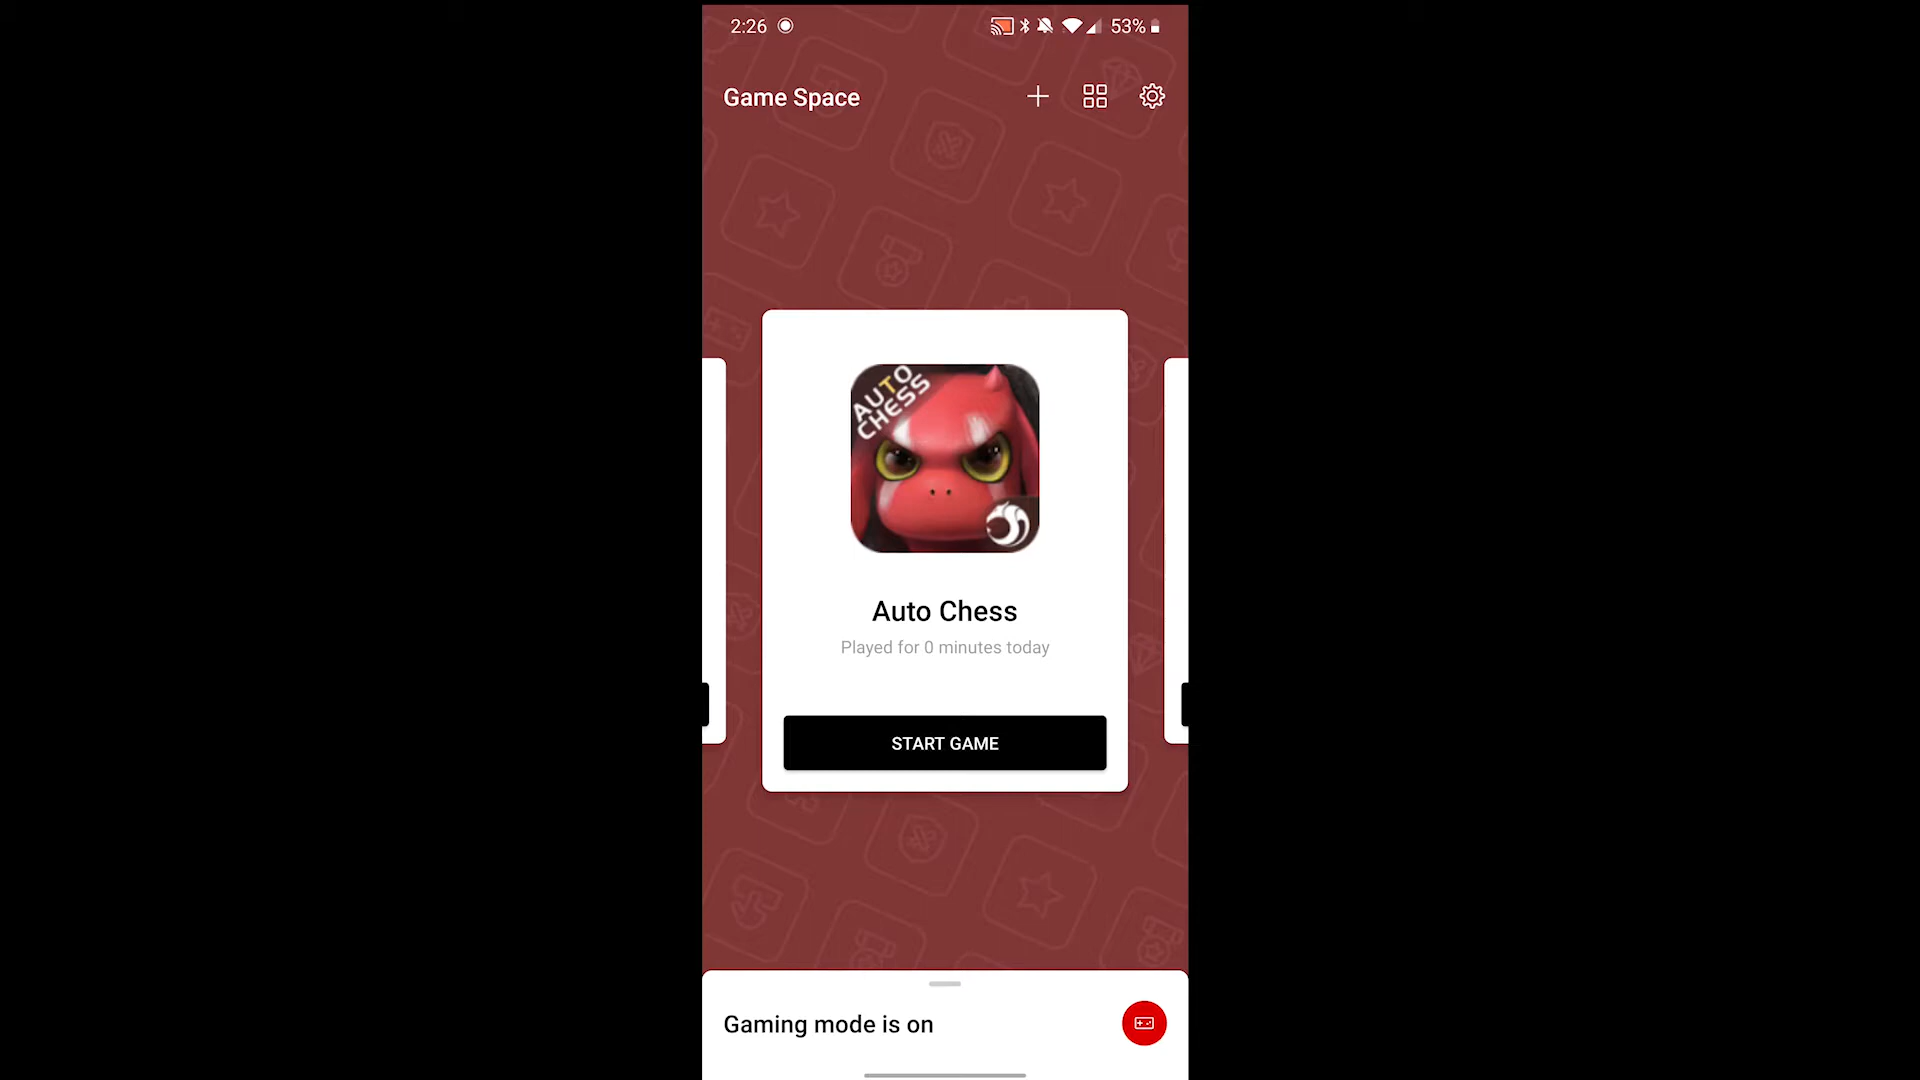 2:26
53%
Game Space
AUTO
CHESS
Auto Chess
Played for 0 minutes today
START GAME
Gaming mode is on